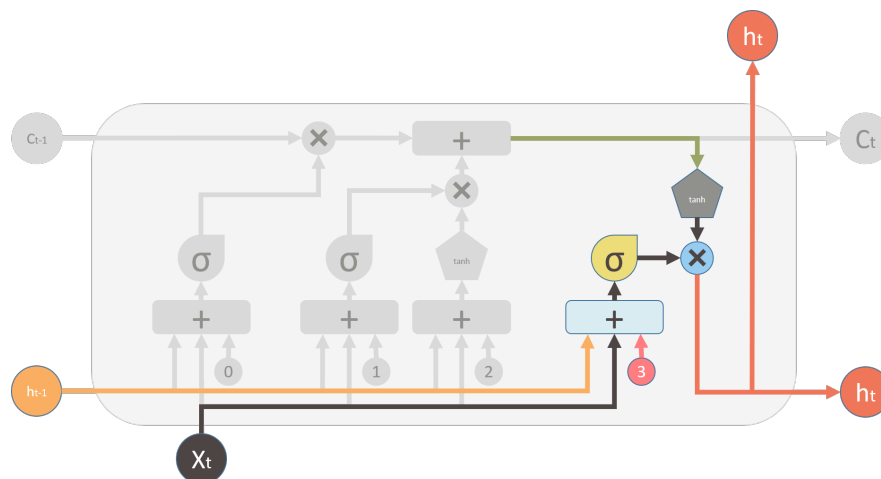 ht
Ct-1
×
+
Ct
×
tanh
σ
σ
tanh
σ
×
+
+
+
+
0
1
2
3
ht-1
ht
Xt